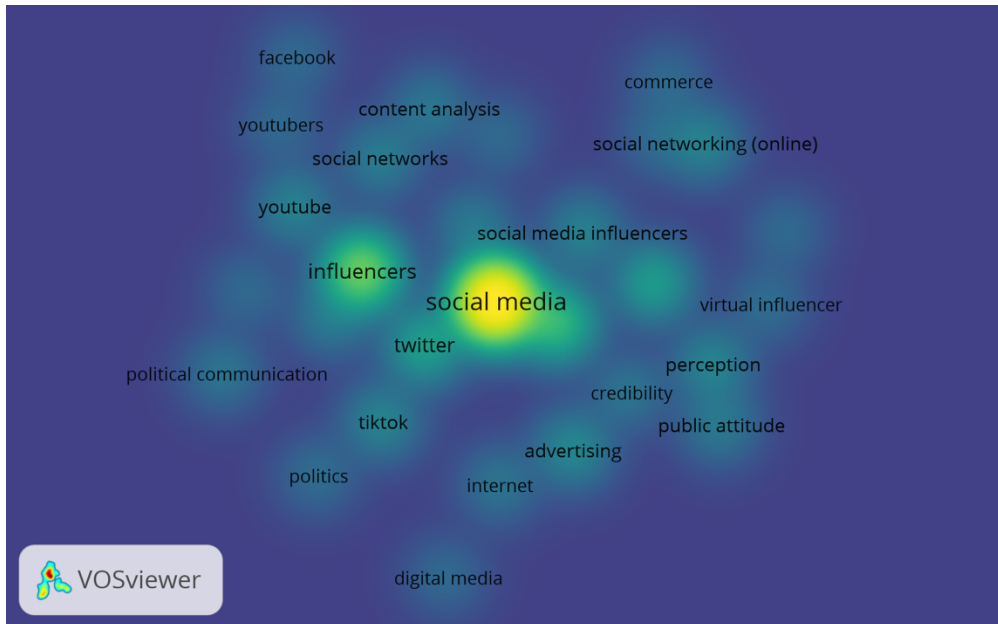 facebook
commerce
content analysis
youtubers
social networking (online)
social networks
youtube
social media influencers
influencers
social media
virtual influencer
twitter
perception
political communication
credibility
tiktok
public attitude
advertising
politics
internet
digital media
VOSviewer